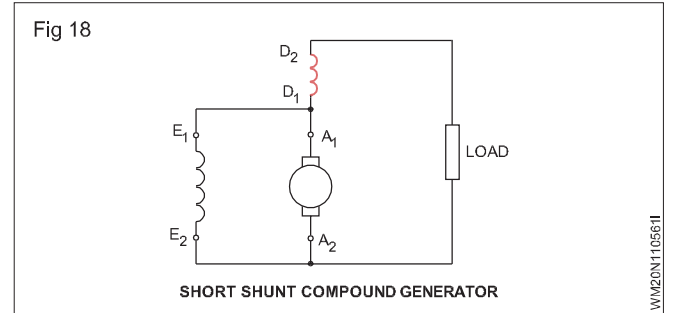 Fig 18
D2
D1
E1
A1
LOAD
E2
A2
SHORT SHUNT COMPOUND GENERATOR
WM20N110561I